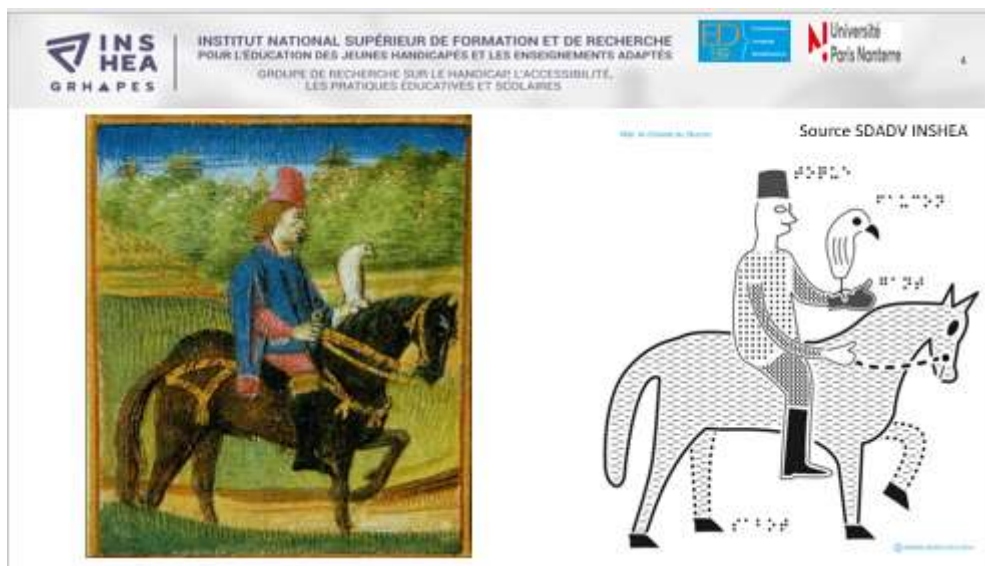 INS
HEA
GRHAPES
INSTITUT NATIONAL SUPÉRIEUR DE FORMATION ET DE RECHERCHE
POUR L'ÉDUCATION DES JEUNES HANDICAPÉS ET LES ENSEIGNEMENTS ADAPTÉS
GROUPE DE RECHERCHE SUR LE HANDICAP, L'ACCESSIBILITÉ,
LES PRATIQUES ÉDUCATIVES ET SCOLAIRES
ED
Université
Paris Nanterre
Source SDADV INSHEA
⠞⠕⠟⠥⠑
⠋⠁⠥⠉⠕⠝
⠛⠁⠝⠞
⠎⠁⠃⠕⠞